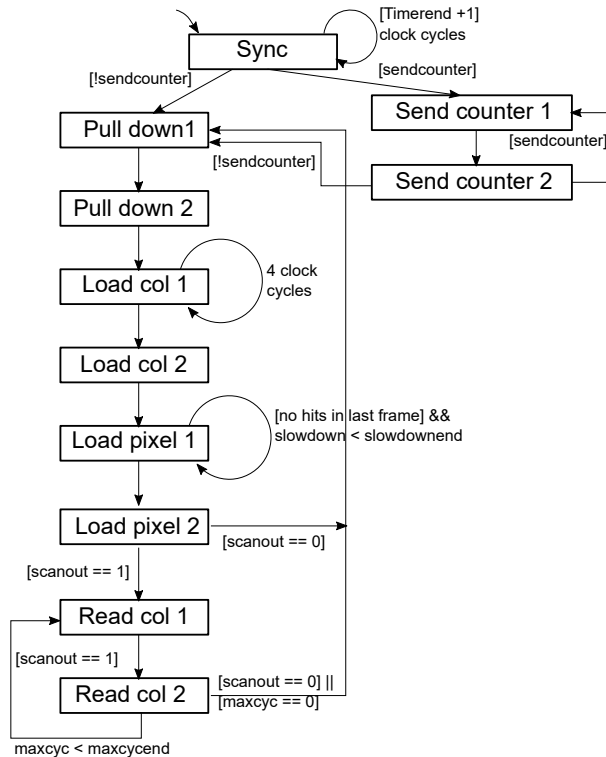 [Timerend +1]
clock cycles
Sync
[!sendcounter]
[sendcounter]
Send counter 1
Pull down1
[sendcounter]
[!sendcounter]
Send counter 2
Pull down 2
Load col 1
4 clock
cycles
Load col 2
[no hits in last frame] &&
slowdown < slowdownend
Load pixel 1
Load pixel 2
[scanout == 0]
[scanout == 1]
Read col 1
[scanout == 1]
Read col 2
[scanout == 0] ||
[maxcyc == 0]
maxcyc < maxcycend